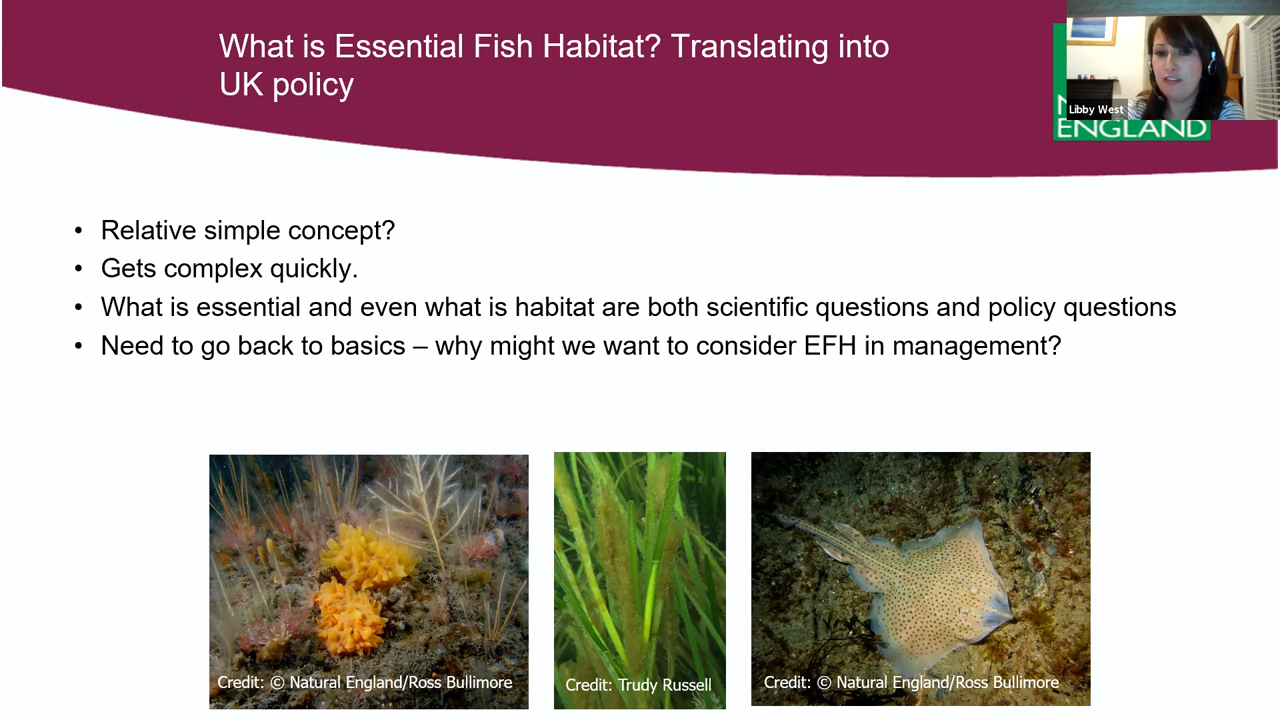 What is Essential Fish Habitat? Translating into
UK policy
Libby West
ENGLAND
• Relative simple concept?
• Gets complex quickly.
• What is essential and even what is habitat are both scientific questions and policy questions
• Need to go back to basics – why might we want to consider EFH in management?
Credit: © Natural England/Ross Bullimore
Credit: Trudy Russell
Credit: © Natural England/Ross Bullimore